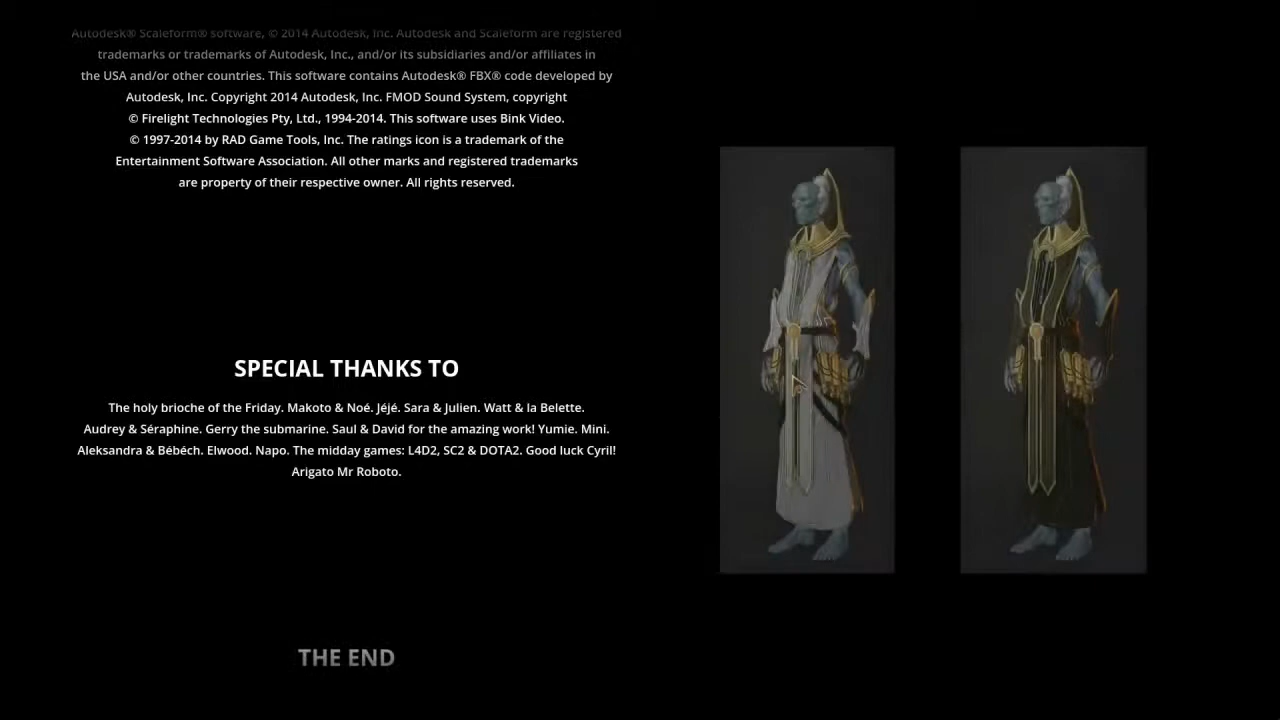 Autodesk® Scaleform® software, © 2014 Autodesk, Inc. Autodesk and Scaleform are registered
trademarks or trademarks of Autodesk, Inc., and/or its subsidiaries and/or affiliates in
the USA and/or other countries. This software contains Autodesk® FBX® code developed by
Autodesk, Inc. Copyright 2014 Autodesk, Inc. FMOD Sound System, copyright
© Firelight Technologies Pty, Ltd., 1994-2014. This software uses Bink Video.
© 1997-2014 by RAD Game Tools, Inc. The ratings icon is a trademark of the
Entertainment Software Association. All other marks and registered trademarks
are property of their respective owner. All rights reserved.
SPECIAL THANKS TO
The holy brioche of the Friday. Makoto & Noé. Jéjé. Sara & Julien. Watt & la Belette.
Audrey & Séraphine. Gerry the submarine. Saul & David for the amazing work! Yumie. Mini.
Aleksandra & Bébéch. Elwood. Napo. The midday games: L4D2, SC2 & DOTA2. Good luck Cyril!
Arigato Mr Roboto.
THE END